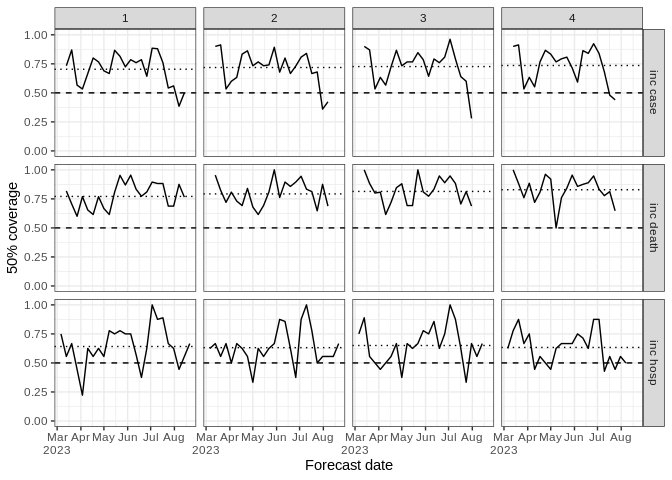 1 2 3 4
1.00
0.75
0.50
0.25
0.00
inc case
1.00
0.75
0.50
0.25
0.00
inc death
1.00
0.75
0.50
0.25
0.00
inc hosp
50% coverage
Mar Apr May Jun Jul Aug Mar Apr May Jun Jul Aug Mar Apr May Jun Jul Aug Mar Apr May Jun Jul Aug
2023 2023 2023 2023
Forecast date